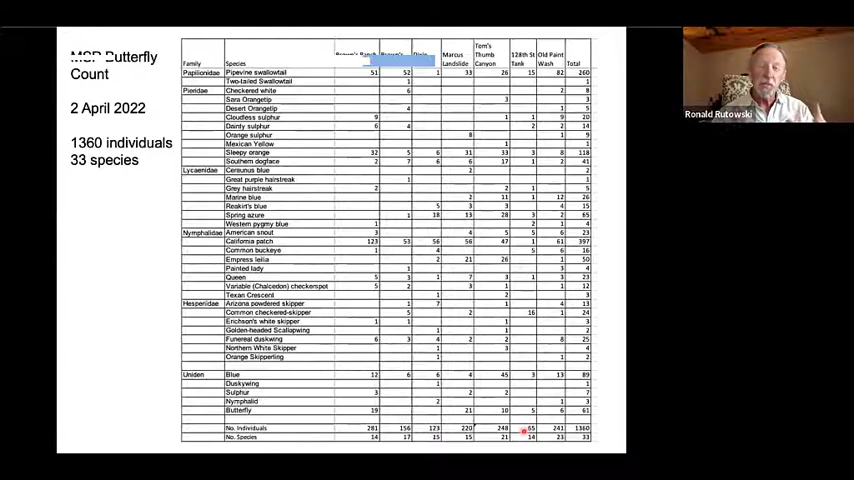 MSP Butterfly
Count
2 April 2022
1360 individuals
33 species
Family Species Brown's Ranch Brown's Dixie Marcus Landslide Tom's Thumb Canyon 128th St Tank Old Paint Wash Total
Papilionidae Pipevine swallowtail 51 52 1 33 26 15 82 260
Two-tailed Swallowtail 1 1
Pieridae Checkered white 6 2 8
Sara Orangetip 3 3
Desert Orangetip 4 1 5
Cloudless sulphur 9 1 1 9 20
Dainty sulphur 6 4 2 2 14
Orange sulphur 8 1 9
Mexican Yellow 1 1
Sleepy orange 32 5 6 31 33 3 8 118
Southern dogface 2 7 6 6 17 1 2 41
Lycaenidae Ceraunus blue 2 2
Great purple hairstreak 1 1
Grey hairstreak 2 2 1 5
Marine blue 2 11 1 12 26
Reakirt's blue 5 3 3 4 15
Spring azure 1 18 13 28 3 2 65
Western pygmy blue 1 2 1 4
Nymphalidae American snout 3 4 5 5 6 23
California patch 123 53 56 56 47 1 61 397
Common buckeye 1 4 5 6 16
Empress leilia 2 21 26 1 50
Painted lady 1 3 4
Queen 5 3 1 7 3 1 3 23
Variable (Chalcedon) checkerspot 5 2 3 1 1 12
Texan Crescent 1 2 3
Hesperiidae Arizona powdered skipper 1 7 1 4 13
Common checkered-skipper 5 2 16 1 24
Erichson's white skipper 1 1 1 3
Golden-headed Scallopwing 1 1 2
Funereal duskwing 6 3 4 2 2 8 25
Northern White Skipper 1 3 4
Orange Skipperling 1 1 2
Uniden Blue 12 6 6 4 45 3 13 89
Duskywing 1 1
Sulphur 3 2 2 7
Nymphalid 2 1 3
Butterfly 19 21 10 5 6 61
No. Individuals 281 156 123 220 248 65 241 1360
No. Species 14 17 15 15 21 14 23 33
Ronald Rutowski